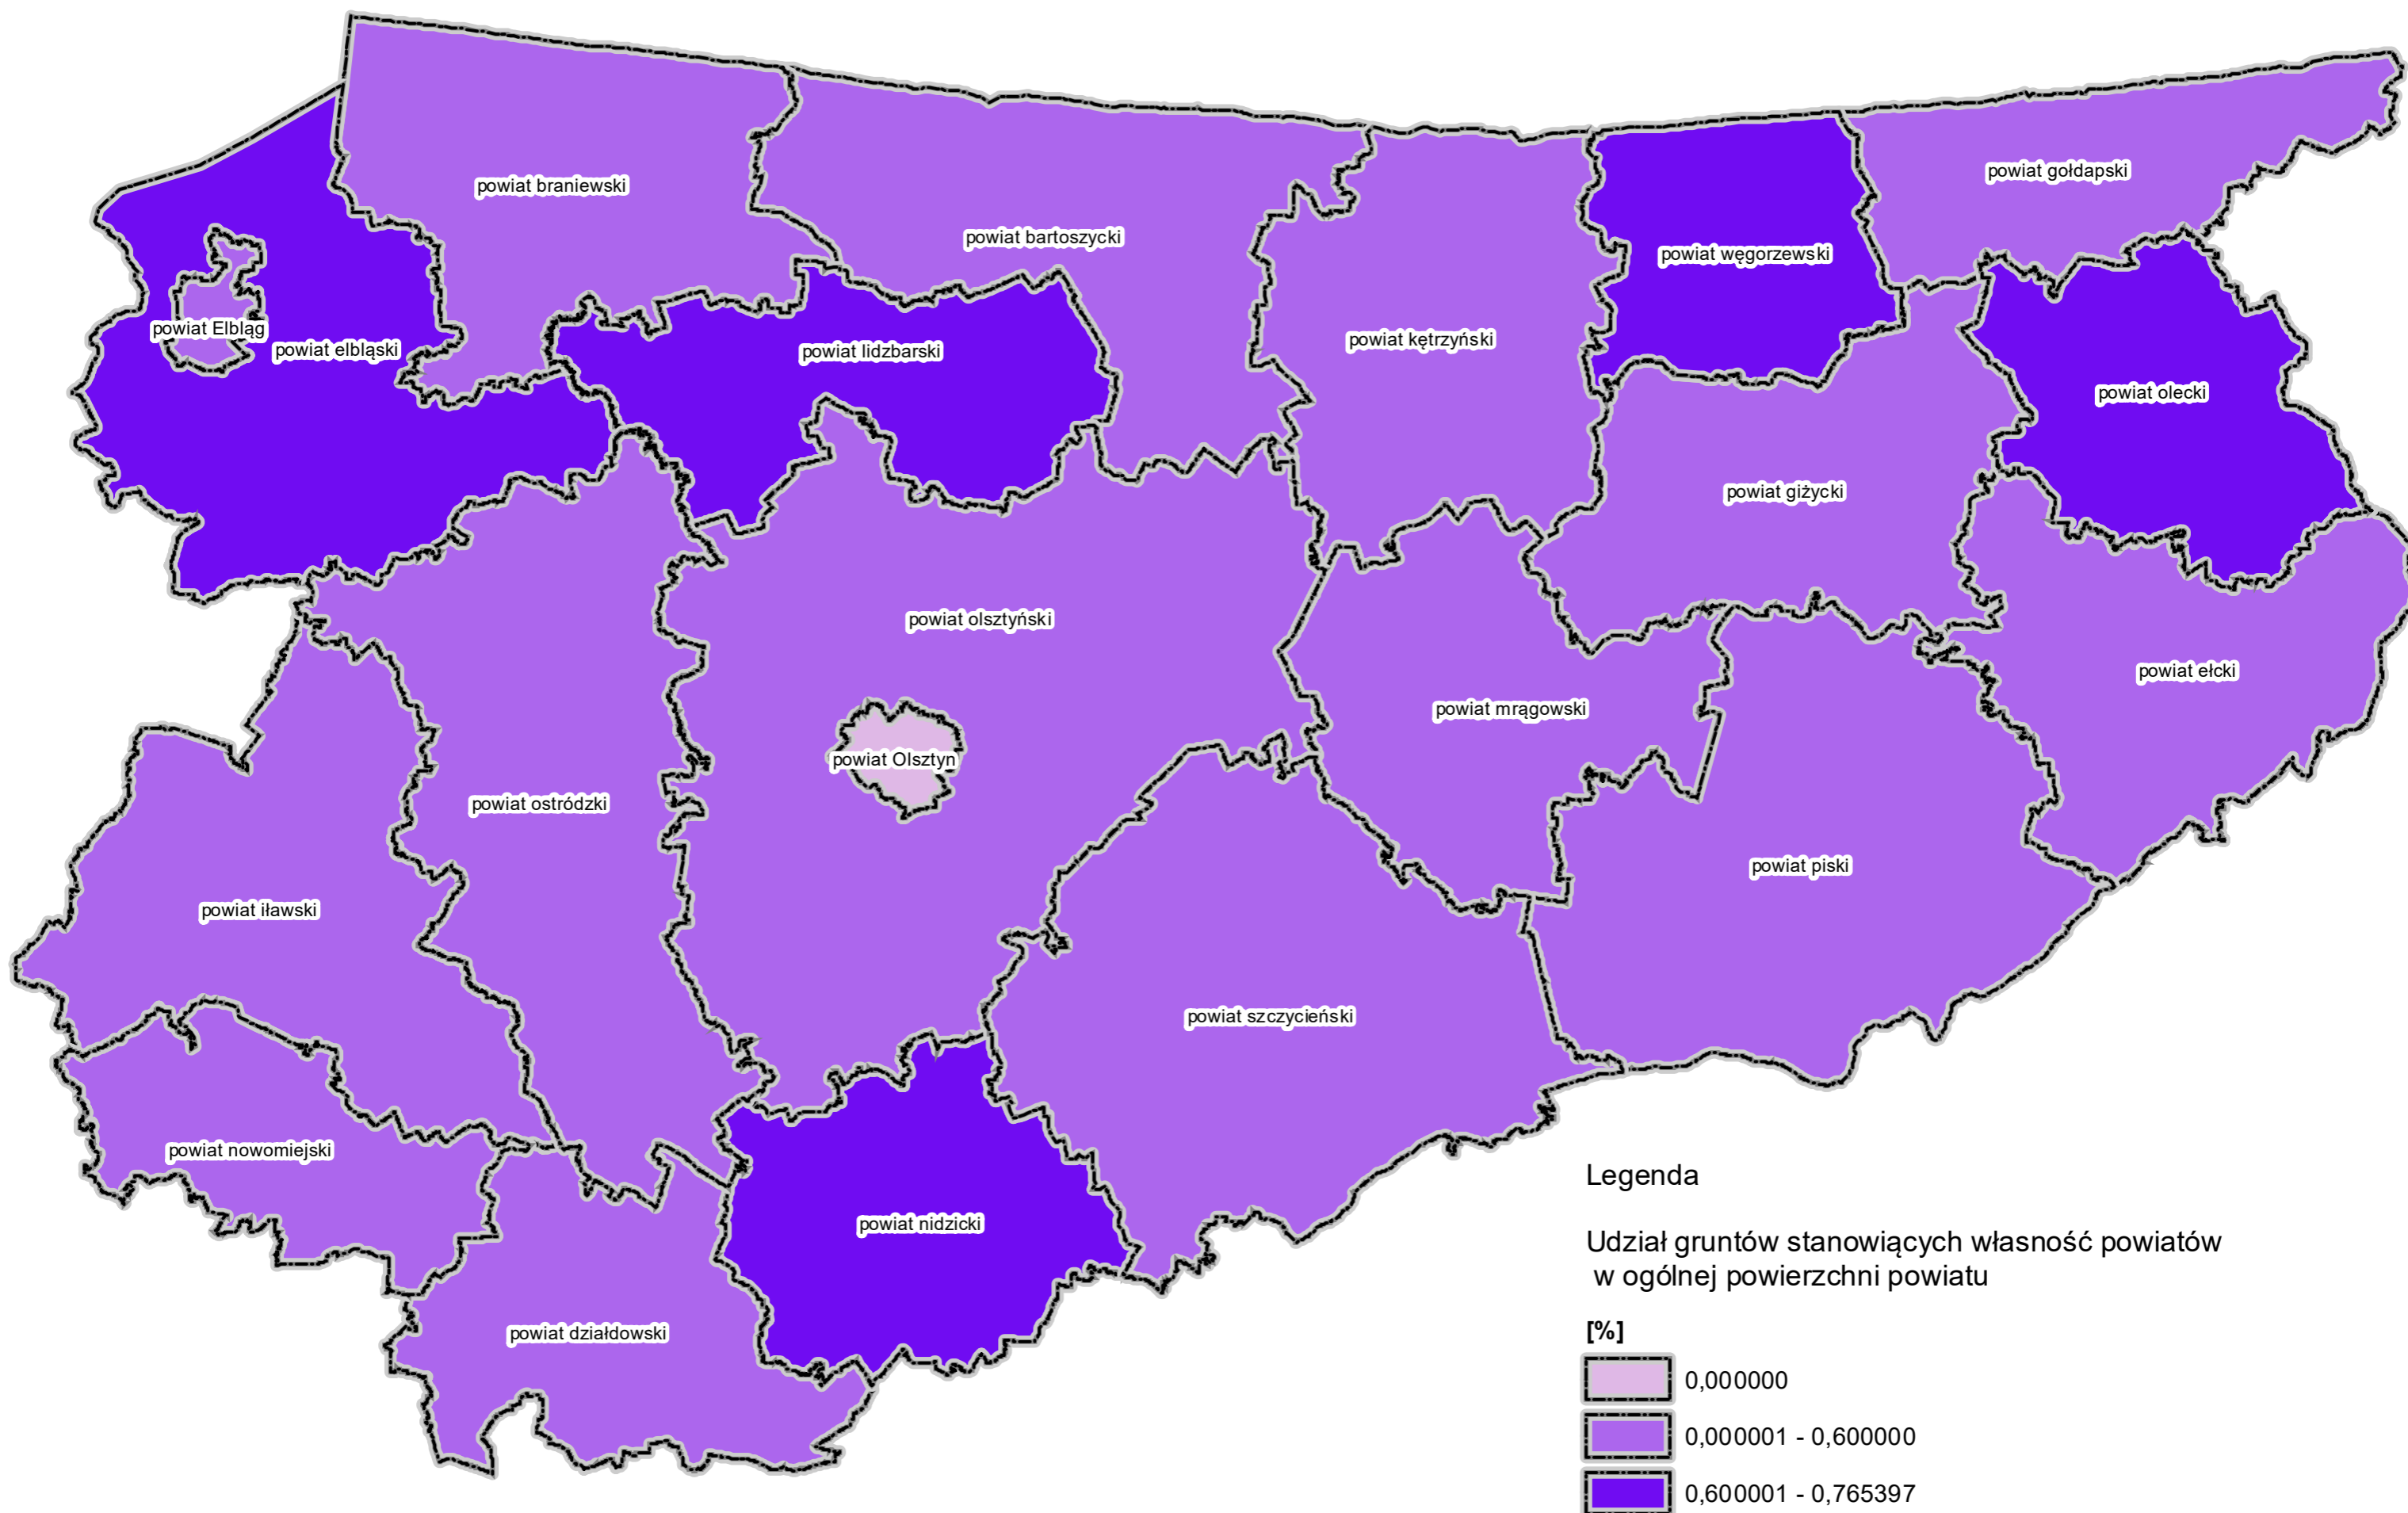 powiat gołdapski
powiat braniewski
powiat bartoszycki
powiat węgorzewski
powiat Elbląg
powiat kętrzyński
powiat elbląski
powiat lidzbarski
powiat olecki
powiat giżycki
powiat olsztyński
powiat ełcki
powiat mrągowski
powiat Olsztyn
powiat ostródzki
powiat piski
powiat iławski
powiat szczycieński
powiat nowomiejski
powiat nidzicki
powiat działdowski
Legenda
Udział gruntów stanowiących własność powiatów
w ogólnej powierzchni powiatu
[%]
0,000000
0,000001 - 0,600000
0,600001 - 0,765397